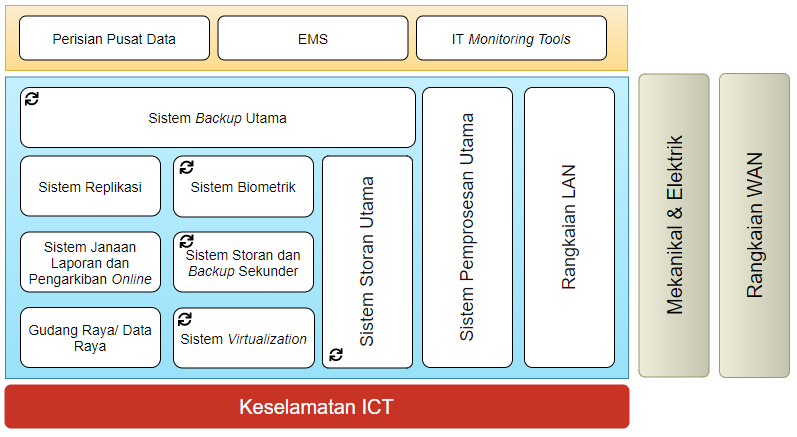 Perisian Pusat Data
EMS
IT Monitoring Tools
Sistem Backup Utama
Sistem Replikasi
Sistem Biometrik
Sistem Janaan
Laporan dan
Pengarkiban Online
Sistem Storan dan
Backup Sekunder
Gudang Raya/ Data
Raya
Sistem Virtualization
Sistem Storan Utama
Sistem Pemprosesan Utama
Rangkaian LAN
Mekanikal & Elektrik
Rangkaian WAN
Keselamatan ICT